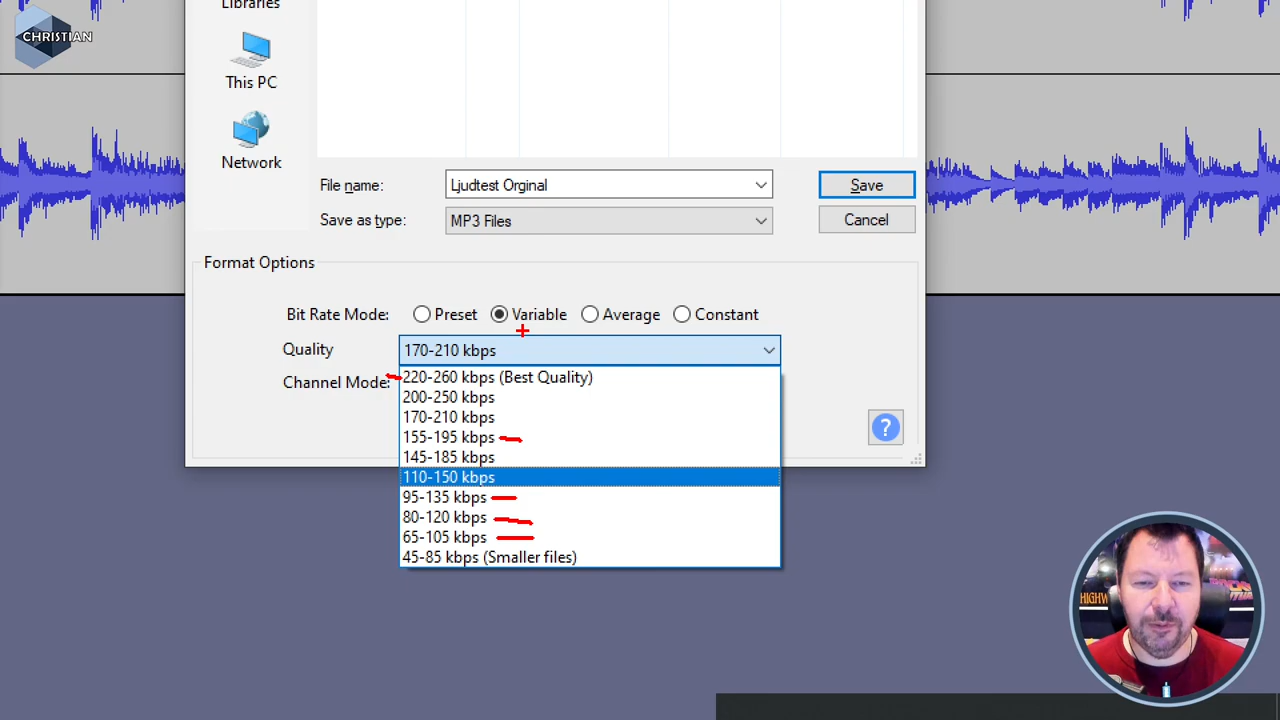 Libraries
CHRISTIAN
This PC
Network
File name: Ljudtest Orginal Save
Save as type: MP3 Files Cancel
Format Options
Bit Rate Mode: Preset Variable Average Constant
Quality 170-210 kbps
Channel Mode:
220-260 kbps (Best Quality)
200-250 kbps
170-210 kbps
155-195 kbps
145-185 kbps
110-150 kbps
95-135 kbps
80-120 kbps
65-105 kbps
45-85 kbps (Smaller files)
?